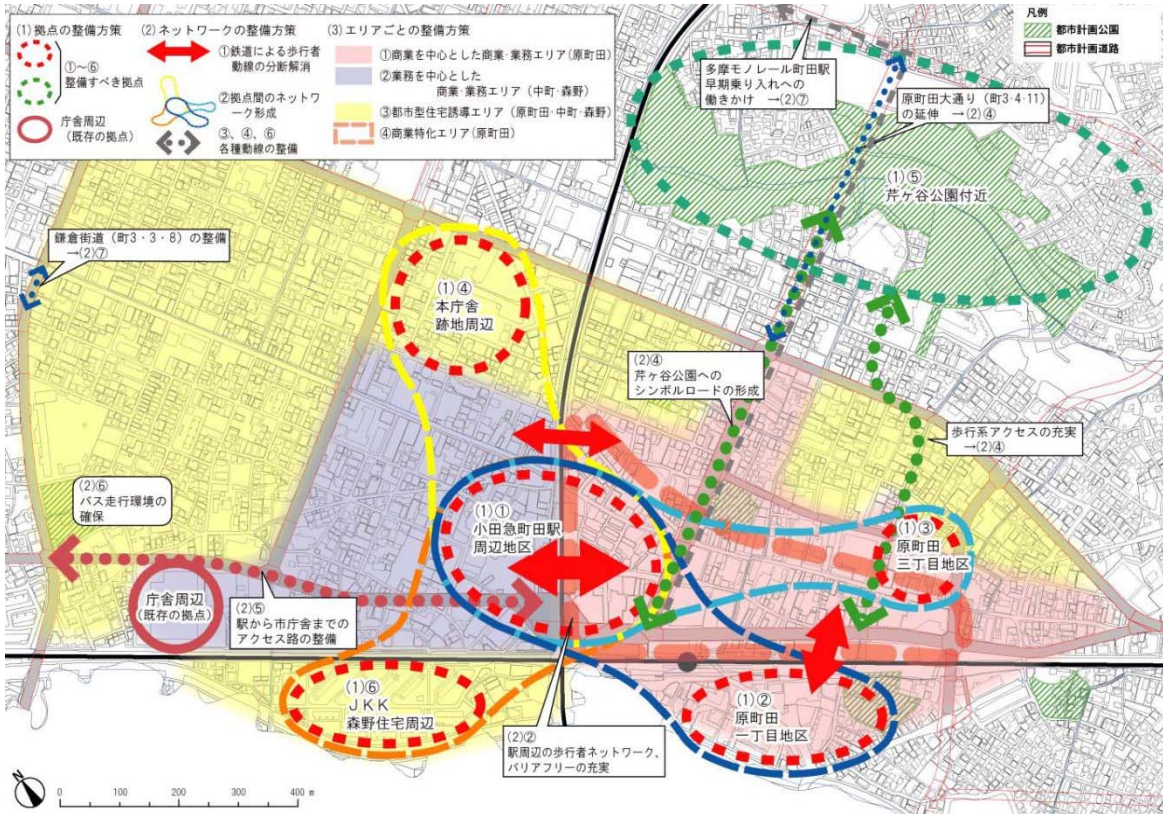 (1)拠点の整備方策
①～⑥
整備すべき拠点
庁舎周辺
(既存の拠点)
(2)ネットワークの整備方策
①鉄道による歩行者
動線の分断解消
②拠点間のネットワ
ーク形成
③、④、⑥
各種動線の整備
(3)エリアごとの整備方策
①商業を中心とした商業・業務エリア(原町田)
②業務を中心とした
商業・業務エリア(中町・森野)
③都市型住宅誘導エリア(原町田・中町・森野)
④商業特化エリア(原町田)
凡例
都市計画公園
都市計画道路
多摩モノレール町田駅
早期乗り入れへの
働きかけ →(2)⑦
原町田大通り(町3・4・11)
の延伸 →(2)④
(1)⑤
芹ヶ谷公園付近
鎌倉街道(町3・3・8)の整備
→(2)⑦
(1)④
本庁舎
跡地周辺
(2)④
芹ヶ谷公園への
シンボルロードの形成
歩行系アクセスの充実
→(2)④
(2)⑥
バス走行環境の
確保
(1)①
小田急町田駅
周辺地区
(1)③
原町田
三丁目地区
庁舎周辺
(既存の拠点)
(2)⑤
駅から市庁舎までの
アクセス路の整備
(1)⑥
JKK
森野住宅周辺
(1)②
原町田
一丁目地区
(2)②
駅周辺の歩行者ネットワーク、
バリアフリーの充実
N
0 100 200 300 400 m